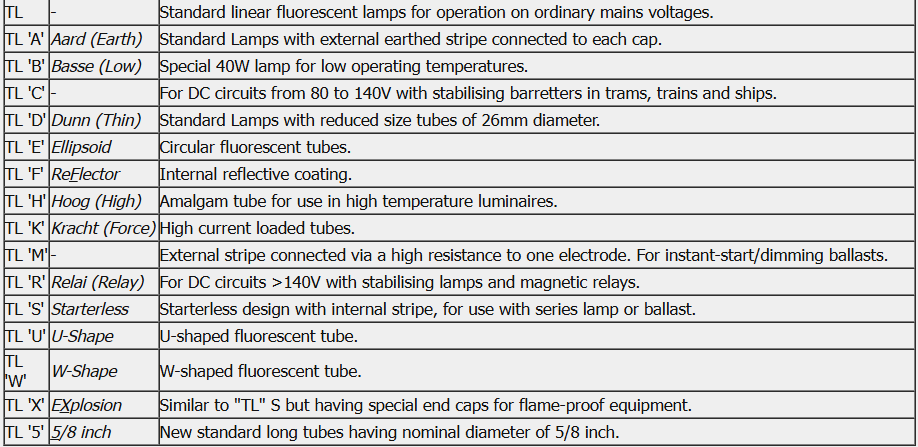 TL - Standard linear fluorescent lamps for operation on ordinary mains voltages.
TL 'A' Aard (Earth) Standard Lamps with external earthed stripe connected to each cap.
TL 'B' Basse (Low) Special 40W lamp for low operating temperatures.
TL 'C' - For DC circuits from 80 to 140V with stabilising barretters in trams, trains and ships.
TL 'D' Dunn (Thin) Standard Lamps with reduced size tubes of 26mm diameter.
TL 'E' Ellipsoid Circular fluorescent tubes.
TL 'F' ReFlector Internal reflective coating.
TL 'H' Hoog (High) Amalgam tube for use in high temperature luminaires.
TL 'K' Kracht (Force) High current loaded tubes.
TL 'M' - External stripe connected via a high resistance to one electrode. For instant-start/dimming ballasts.
TL 'R' Relai (Relay) For DC circuits >140V with stabilising lamps and magnetic relays.
TL 'S' Starterless Starterless design with internal stripe, for use with series lamp or ballast.
TL 'U' U-Shape U-shaped fluorescent tube.
TL
'W' W-Shape W-shaped fluorescent tube.
TL 'X' EXplosion Similar to "TL" S but having special end caps for flame-proof equipment.
TL '5' 5/8 inch New standard long tubes having nominal diameter of 5/8 inch.